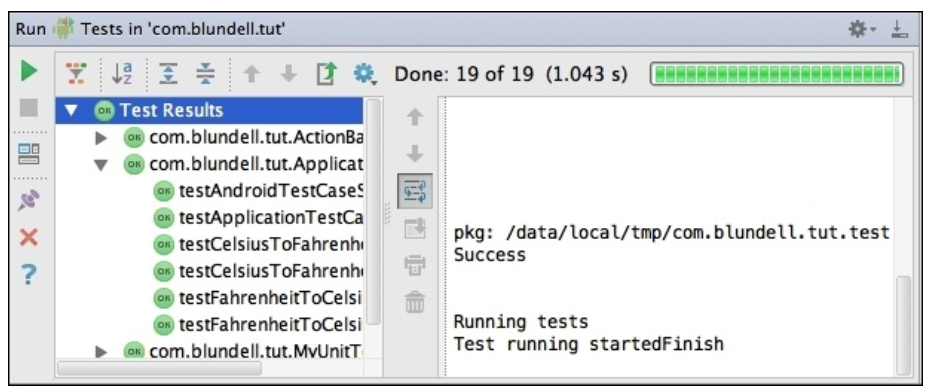 Run Tests in 'com.blundell.tut'
Done: 19 of 19 (1.043 s)
OK Test Results
OK com.blundell.tut.ActionBa
OK com.blundell.tut.Applicat
OK testAndroidTestCaseS
OK testApplicationTestCa
OK testCelsiusToFahrenh
OK testCelsiusToFahrenh
OK testFahrenheitToCelsi
OK testFahrenheitToCelsi
OK com.blundell.tut.MyUnitT
pkg: /data/local/tmp/com.blundell.tut.test
Success
Running tests
Test running startedFinish